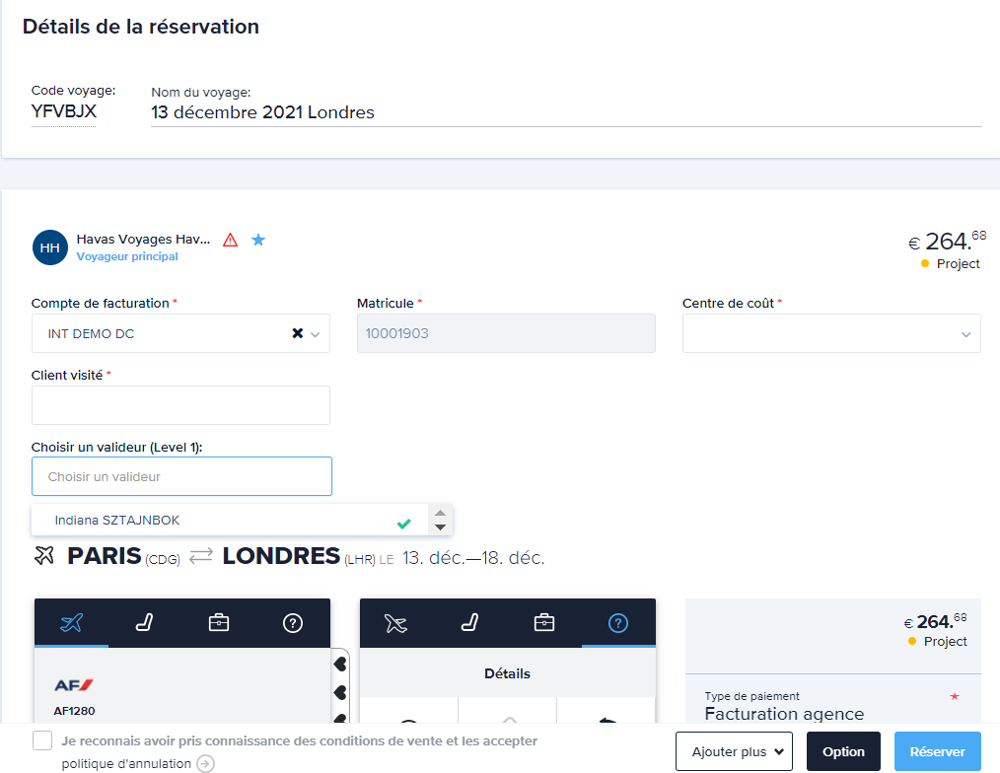 Détails de la réservation
Code voyage:
YFVBJX
Nom du voyage:
13 décembre 2021 Londres
HH
Havas Voyages Hav...
Voyageur principal
€ 264.68
Project
Compte de facturation *
INT DEMO DC
Matricule *
10001903
Centre de coût *
Client visité *
Choisir un valideur (Level 1):
Choisir un valideur
Indiana SZTAJNBOK
PARIS (CDG) LONDRES (LHR) LE 13. déc.—18. déc.
AF
AF1280
Détails
€ 264.68
Project
Type de paiement *
Facturation agence
Je reconnais avoir pris connaissance des conditions de vente et les accepter
politique d'annulation
Ajouter plus
Option
Réserver